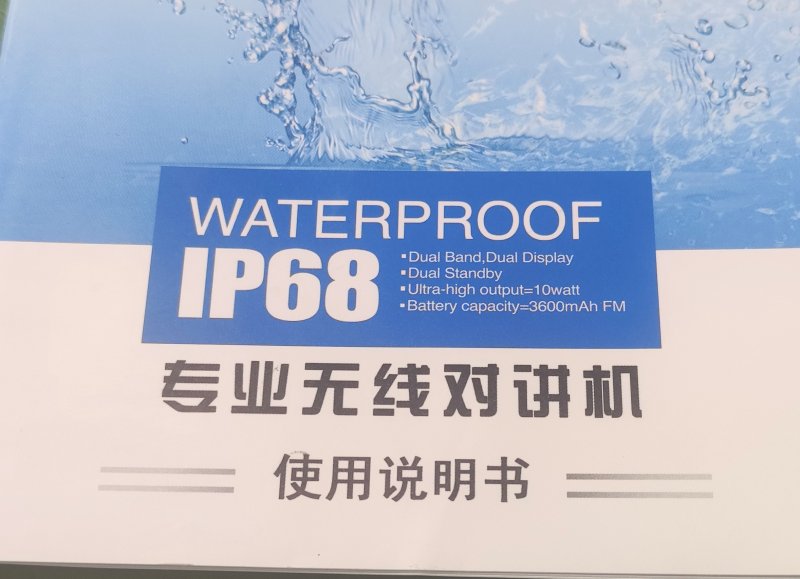 WATERPROOF
IP68
▪Dual Band,Dual Display
▪Dual Standby
▪Ultra-high output=10watt
▪Battery capacity=3600mAh FM
专业无线对讲机
使用说明书